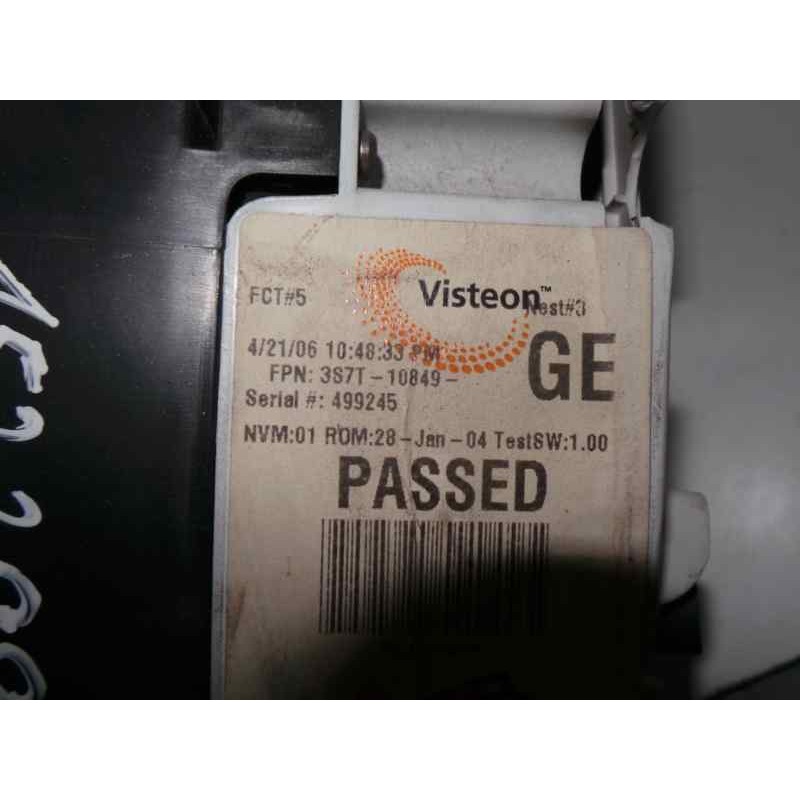 Visteon™
FCT#5 Nest#3
4/21/06 10:48:33 PM
FPN: 3S7T-10849- GE
Serial #: 499245
NVM:01 ROM:28-Jan-04 TestSW:1.00
PASSED